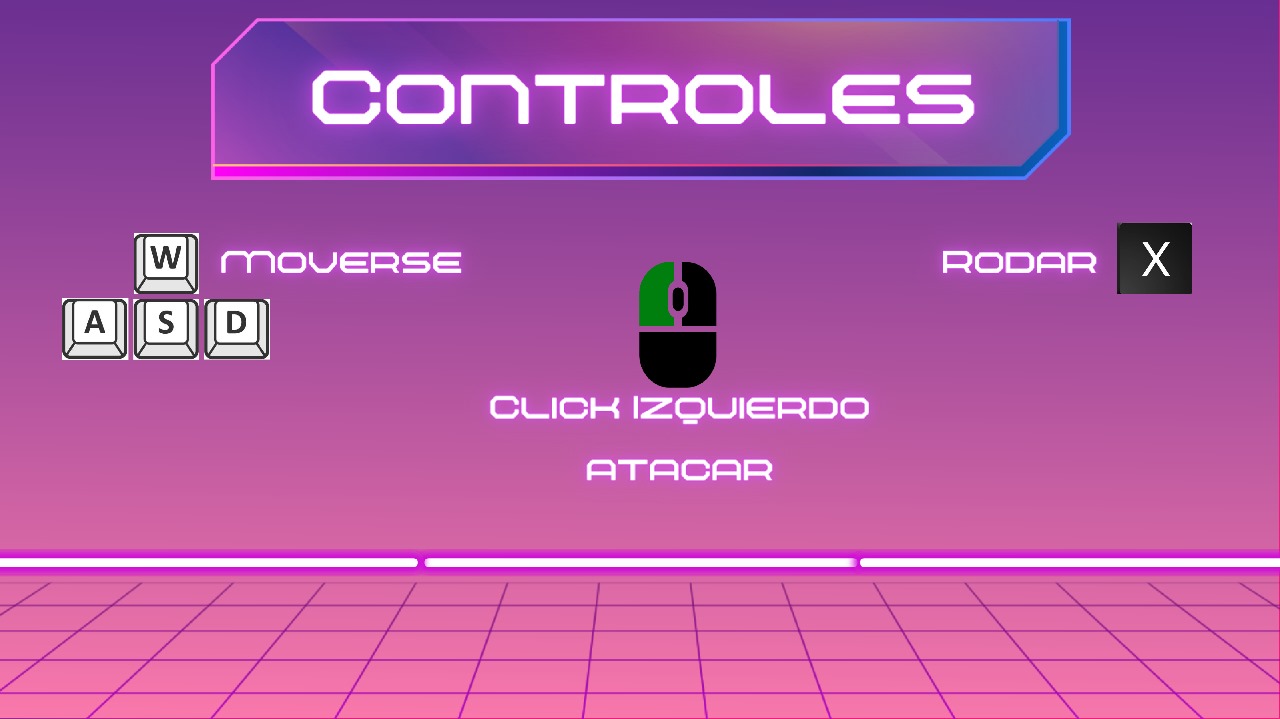 CONTROLES
W MOVERSE
A S D
CLICK IZQUIERDO
ATACAR
RODAR X